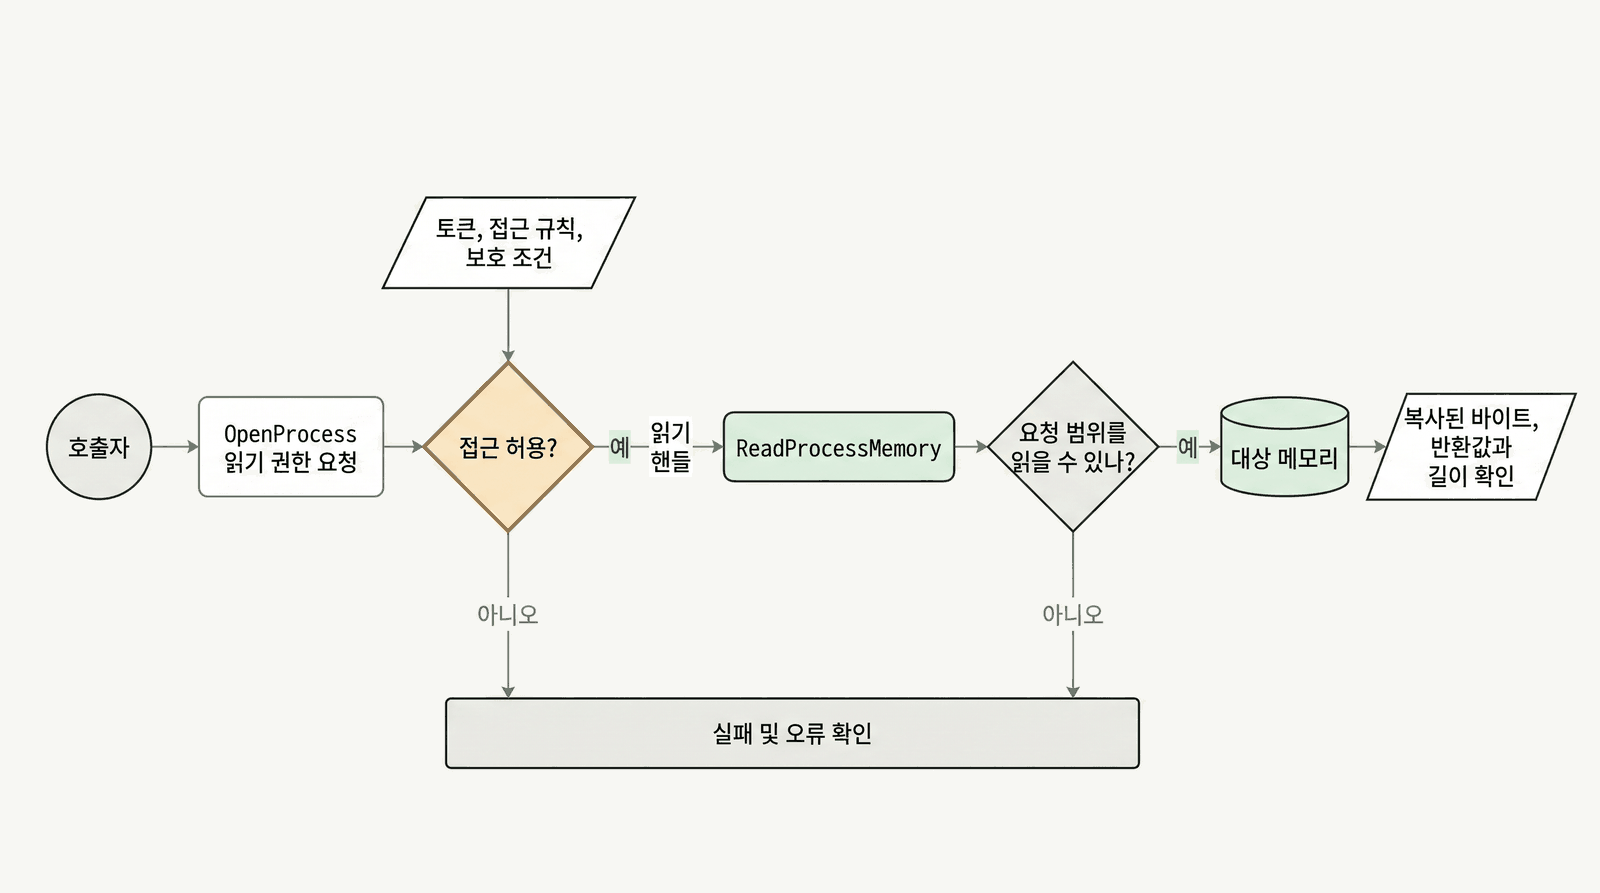 토큰, 접근 규칙,
보호 조건
호출자
OpenProcess
읽기 권한 요청
접근 허용?
예
읽기
핸들
ReadProcessMemory
요청 범위를
읽을 수 있나?
예
대상 메모리
복사된 바이트,
반환값과
길이 확인
아니오
아니오
실패 및 오류 확인